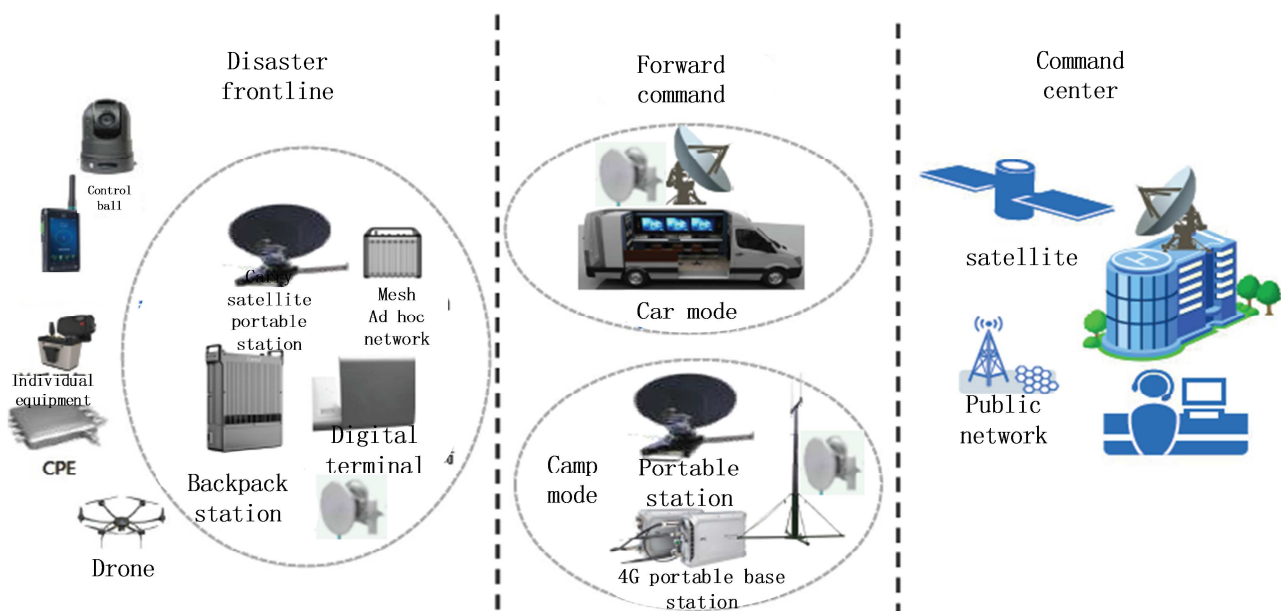 Disaster
frontline
Control
ball
Carry
satellite
portable
station
Mesh
Ad hoc
network
Individual
equipment
CPE
Backpack
station
Digital
terminal
Drone
Forward
command
Car mode
Camp
mode
Portable
station
4G portable base
station
Command
center
satellite
Public
network